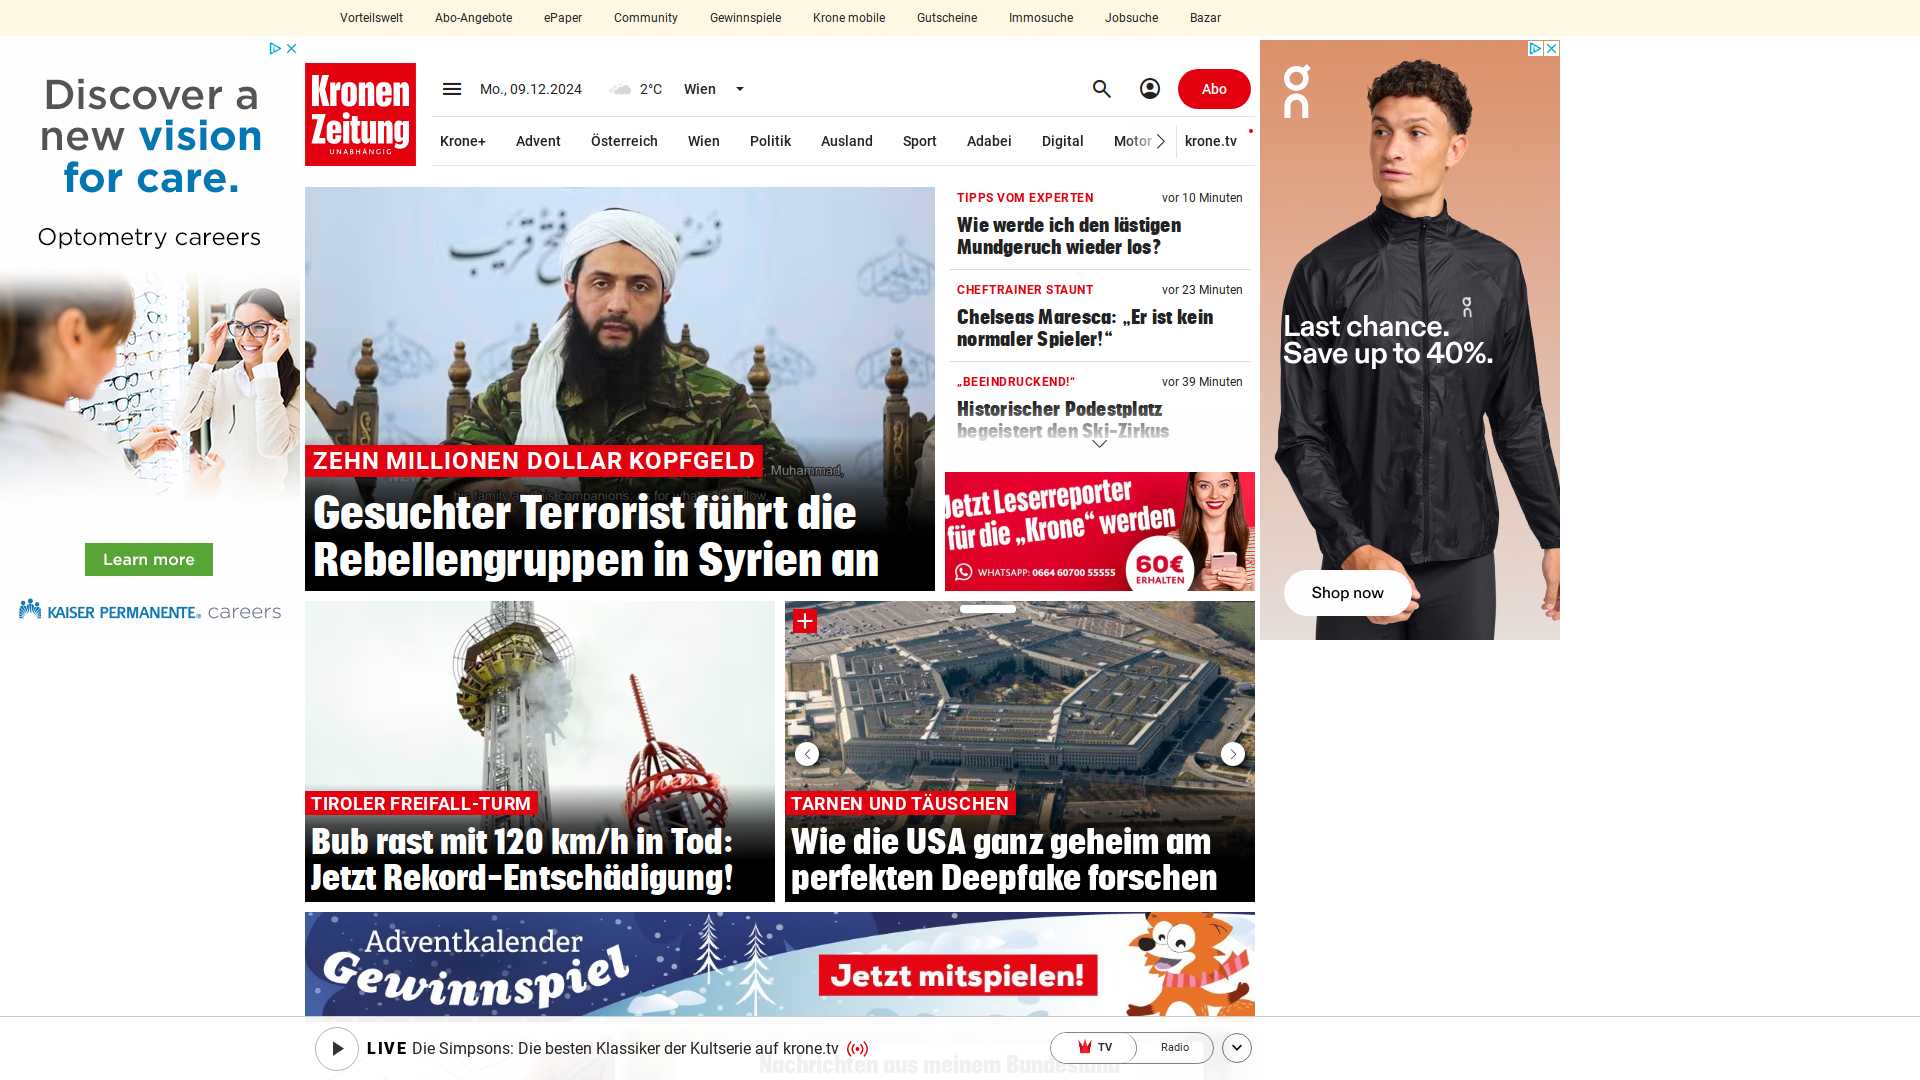 Vorteilswelt Abo-Angebote ePaper Community Gewinnspiele Krone mobile Gutscheine Immosuche Jobsuche Bazar
Discover a
new vision
for care.
Optometry careers
Learn more
KAISER PERMANENTE® careers
Kronen
Zeitung
UNABHÄNGIG
Mo., 09.12.2024 2°C Wien
Abo
Krone+ Advent Österreich Wien Politik Ausland Sport Adabei Digital Motor krone.tv
ZEHN MILLIONEN DOLLAR KOPFGELD
Gesuchter Terrorist führt die
Rebellengruppen in Syrien an
TIPPS VOM EXPERTEN vor 10 Minuten
Wie werde ich den lästigen
Mundgeruch wieder los?
CHEFTRAINER STAUNT vor 23 Minuten
Chelseas Maresca: „Er ist kein
normaler Spieler!“
„BEEINDRUCKEND!“ vor 39 Minuten
Historischer Podestplatz
begeistert den Ski-Zirkus
Jetzt Leserreporter
für die „Krone“ werden
WHATSAPP: 0664 60700 55555
60€
ERHALTEN
on
Last chance.
Save up to 40%.
Shop now
TIROLER FREIFALL-TURM
Bub rast mit 120 km/h in Tod:
Jetzt Rekord-Entschädigung!
TARNEN UND TÄUSCHEN
Wie die USA ganz geheim am
perfekten Deepfake forschen
Adventkalender
Gewinnspiel
Jetzt mitspielen!
LIVE Die Simpsons: Die besten Klassiker der Kultserie auf krone.tv
TV Radio
Nachrichten aus meinem Bundesland